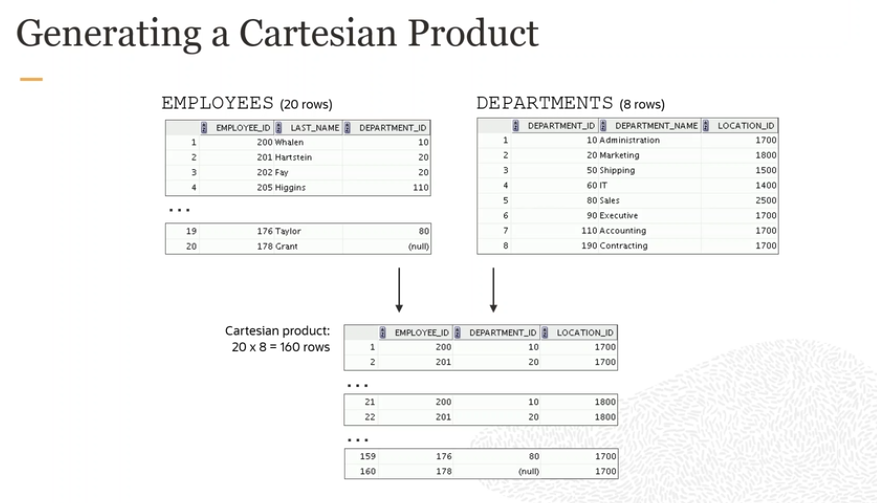 Generating a Cartesian Product
EMPLOYEES (20 rows)
EMPLOYEE_ID LAST_NAME DEPARTMENT_ID
1 200 Whalen 10
2 201 Hartstein 20
3 202 Fay 20
4 205 Higgins 110
...
19 176 Taylor 80
20 178 Grant (null)
DEPARTMENTS (8 rows)
DEPARTMENT_ID DEPARTMENT_NAME LOCATION_ID
1 10 Administration 1700
2 20 Marketing 1800
3 50 Shipping 1500
4 60 IT 1400
5 80 Sales 2500
6 90 Executive 1700
7 110 Accounting 1700
8 190 Contracting 1700
Cartesian product:
20 x 8 = 160 rows
EMPLOYEE_ID DEPARTMENT_ID LOCATION_ID
1 200 10 1700
2 201 20 1700
...
21 200 10 1800
22 201 20 1800
...
159 176 80 1700
160 178 (null) 1700